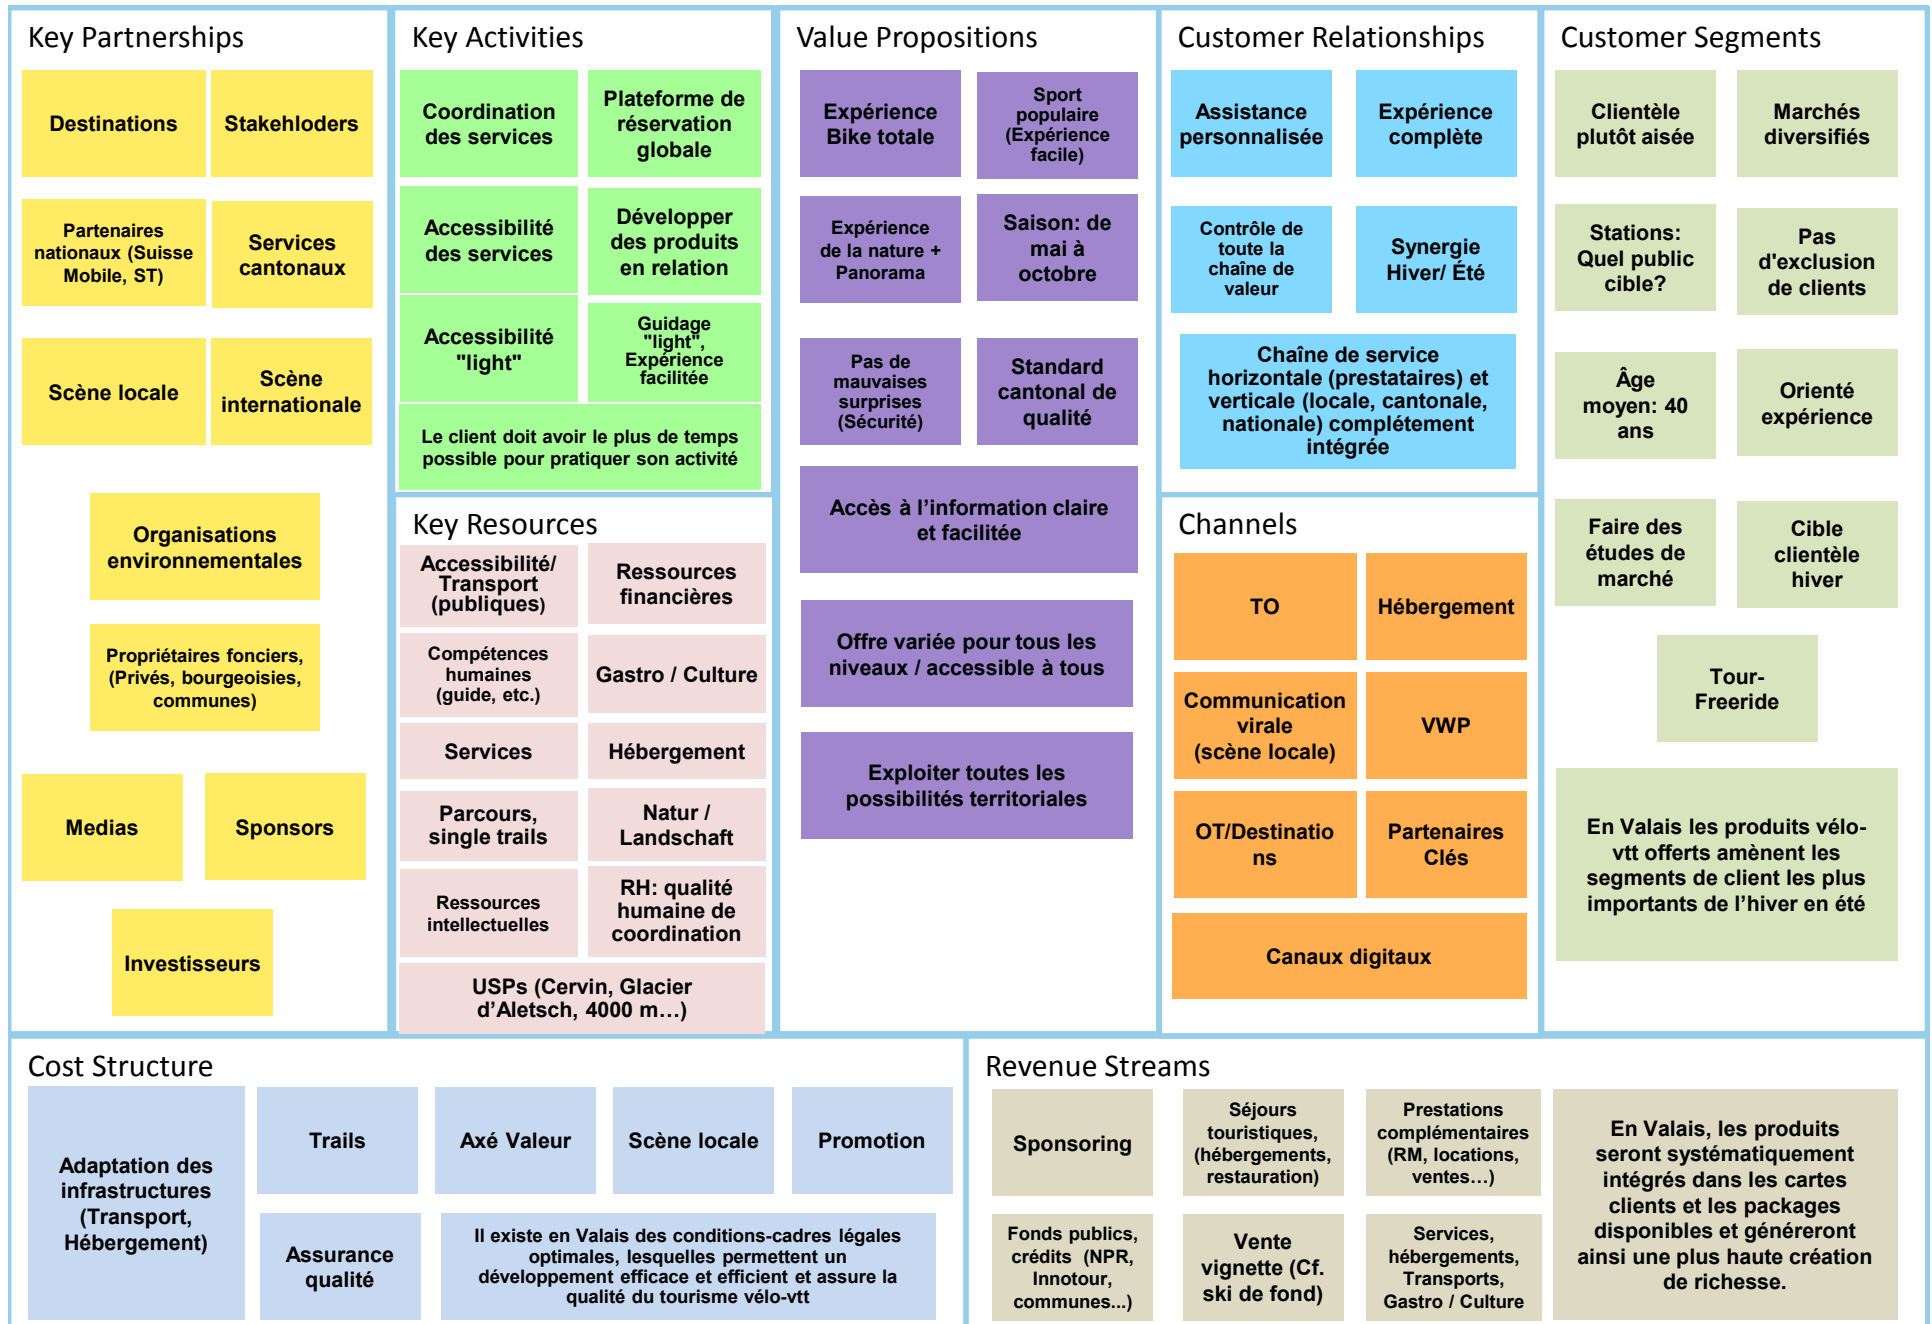 Key Partnerships
Destinations
Stakehloders
Partenaires
nationaux (Suisse
Mobile, ST)
Services
cantonaux
Scène locale
Scène
internationale
Organisations
environnementales
Propriétaires fonciers,
(Privés, bourgeoisies,
communes)
Medias
Sponsors
Investisseurs
Key Activities
Coordination
des services
Plateforme de
réservation
globale
Accessibilité
des services
Développer
des produits
en relation
Accessibilité
"light"
Guidage
"light",
Expérience
facilitée
Le client doit avoir le plus de temps
possible pour pratiquer son activité
Key Resources
Accessibilité/
Transport
(publiques)
Ressources
financières
Compétences
humaines
(guide, etc.)
Gastro / Culture
Services
Hébergement
Parcours,
single trails
Natur /
Landschaft
Ressources
intellectuelles
RH: qualité
humaine de
coordination
USPs (Cervin, Glacier
d’Aletsch, 4000 m…)
Value Propositions
Expérience
Bike totale
Sport
populaire
(Expérience
facile)
Expérience
de la nature +
Panorama
Saison: de
mai à
octobre
Pas de
mauvaises
surprises
(Sécurité)
Standard
cantonal de
qualité
Accès à l’information claire
et facilitée
Offre variée pour tous les
niveaux / accessible à tous
Exploiter toutes les
possibilités territoriales
Customer Relationships
Assistance
personnalisée
Expérience
complète
Contrôle de
toute la
chaîne de
valeur
Synergie
Hiver/ Été
Chaîne de service
horizontale (prestataires) et
verticale (locale, cantonale,
nationale) complétement
intégrée
Channels
TO
Hébergement
Communication
virale
(scène locale)
VWP
OT/Destinatio
ns
Partenaires
Clés
Canaux digitaux
Customer Segments
Clientèle
plutôt aisée
Marchés
diversifiés
Stations:
Quel public
cible?
Pas
d'exclusion
de clients
Âge
moyen: 40
ans
Orienté
expérience
Faire des
études de
marché
Cible
clientèle
hiver
Tour-
Freeride
En Valais les produits vélo-
vtt offerts amènent les
segments de client les plus
importants de l’hiver en été
Cost Structure
Adaptation des
infrastructures
(Transport,
Hébergement)
Trails
Axé Valeur
Scène locale
Promotion
Assurance
qualité
Il existe en Valais des conditions-cadres légales
optimales, lesquelles permettent un
développement efficace et efficient et assure la
qualité du tourisme vélo-vtt
Revenue Streams
Sponsoring
Séjours
touristiques,
(hébergements,
restauration)
Prestations
complémentaires
(RM, locations,
ventes…)
Fonds publics,
crédits (NPR,
Innotour,
communes...)
Vente
vignette (Cf.
ski de fond)
Services,
hébergements,
Transports,
Gastro / Culture
En Valais, les produits
seront systématiquement
intégrés dans les cartes
clients et les packages
disponibles et généreront
ainsi une plus haute création
de richesse.